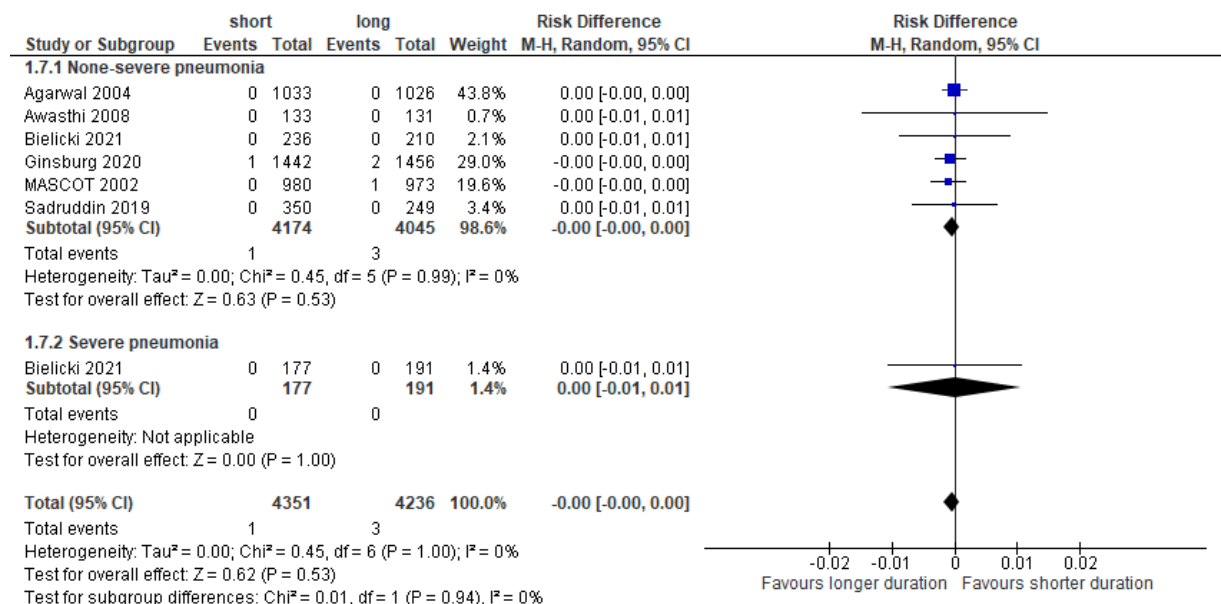 short long Risk Difference Risk Difference
Study or Subgroup Events Total Events Total Weight M-H, Random, 95% CI M-H, Random, 95% CI
1.7.1 None-severe pneumonia
Agarwal 2004 0 1033 0 1026 43.8% 0.00 [-0.00, 0.00]
Awasthi 2008 0 133 0 131 0.7% 0.00 [-0.01, 0.01]
Bielicki 2021 0 236 0 210 2.1% 0.00 [-0.01, 0.01]
Ginsburg 2020 1 1442 2 1456 29.0% -0.00 [-0.00, 0.00]
MASCOT 2002 0 980 1 973 19.6% -0.00 [-0.00, 0.00]
Sadruddin 2019 0 350 0 249 3.4% 0.00 [-0.01, 0.01]
Subtotal (95% CI) 4174 4045 98.6% -0.00 [-0.00, 0.00]
Total events 1 3
Heterogeneity: Tau² = 0.00; Chi² = 0.45, df = 5 (P = 0.99); I² = 0%
Test for overall effect: Z = 0.63 (P = 0.53)
1.7.2 Severe pneumonia
Bielicki 2021 0 177 0 191 1.4% 0.00 [-0.01, 0.01]
Subtotal (95% CI) 177 191 1.4% 0.00 [-0.01, 0.01]
Total events 0 0
Heterogeneity: Not applicable
Test for overall effect: Z = 0.00 (P = 1.00)
Total (95% CI) 4351 4236 100.0% -0.00 [-0.00, 0.00]
Total events 1 3
Heterogeneity: Tau² = 0.00; Chi² = 0.45, df = 6 (P = 1.00); I² = 0%
Test for overall effect: Z = 0.62 (P = 0.53)
Test for subgroup differences: Chi² = 0.01, df = 1 (P = 0.94), I² = 0%
-0.02 -0.01 0 0.01 0.02
Favours longer duration Favours shorter duration